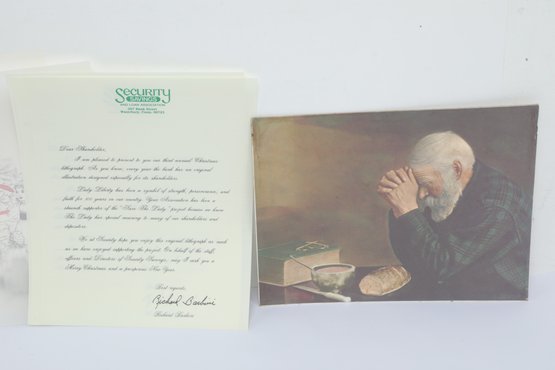 Security
SAVINGS
AND LOAN ASSOCIATION
Dear Shareholder,
I am pleased to present to you our third annual Christmas
lithograph. As you know, every year the bank has an original
illustration designed especially for its shareholders.
Lady Liberty has been a symbol of strength, perseverance, and
faith for 100 years in our country. Your Association has been a
staunch supporter of the "Save The Lady" project because we know
The Lady has special meaning to many of our shareholders and
depositors.
We at Security hope you enjoy this original lithograph as much
as we have enjoyed supporting the project. On behalf of the staff,
officers and Directors of Security Savings, may I wish you a
Merry Christmas and a prosperous New Year.
Best regards,
Richard Barbieri